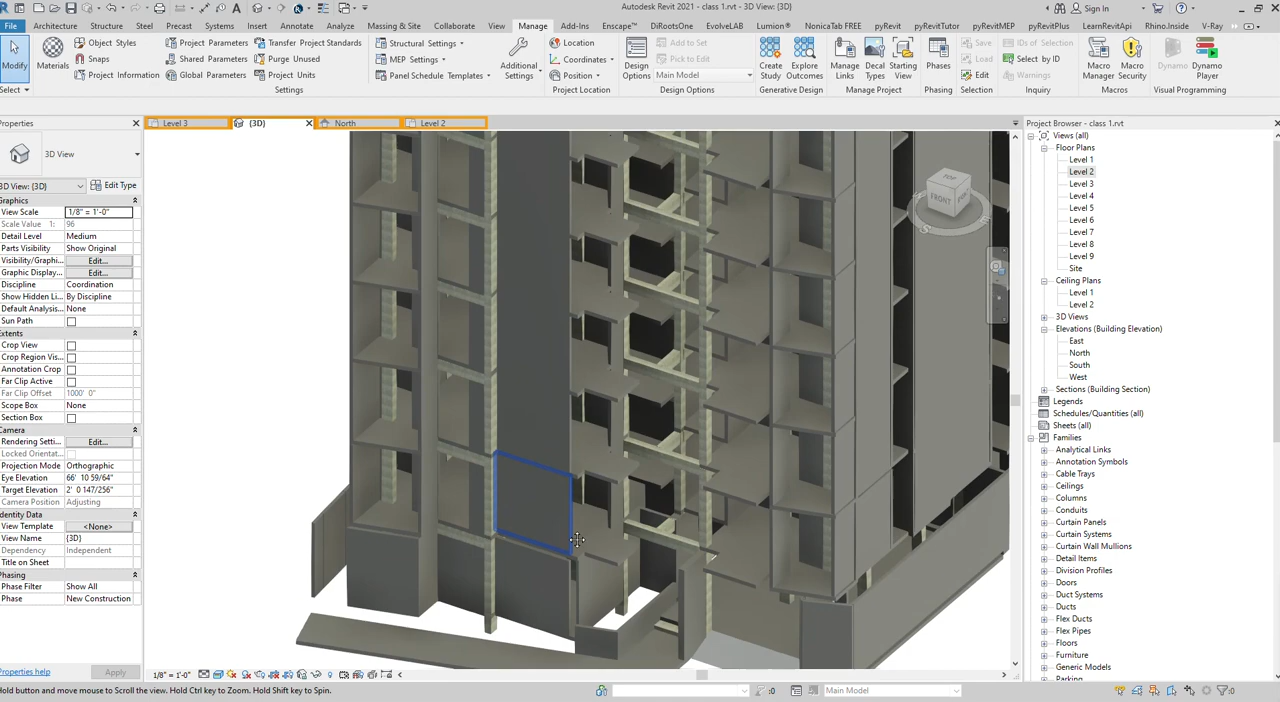 Autodesk Revit 2021 - class 1.rvt - 3D View: {3D}
Sign In
File Architecture Structure Steel Precast Systems Insert Annotate Analyze Massing & Site Collaborate View Manage Add-Ins Enscape™ DiRootsOne EvolveLAB Lumion® NonicaTab FREE pyRevit pyRevitTutor pyRevitMEP pyRevitPlus LearnRevitApi Rhino.Inside V-Ray
Modify
Materials
Object Styles
Snaps
Project Information
Project Parameters
Shared Parameters
Global Parameters
Transfer Project Standards
Purge Unused
Project Units
Structural Settings
MEP Settings
Panel Schedule Templates
Additional
Settings
Location
Coordinates
Position
Design
Options
Add to Set
Pick to Edit
Main Model
Create
Study
Explore
Outcomes
Manage
Links
Decal
Types
Starting
View
Phases
Save
Load
Edit
IDs of Selection
Select by ID
Warnings
Macro
Manager
Macro
Security
Dynamo
Dynamo
Player
Select
Settings
Project Location
Design Options
Generative Design
Manage Project
Phasing
Selection
Inquiry
Macros
Visual Programming
Properties
Level 3
{3D}
North
Level 2
Project Browser - class 1.rvt
3D View
3D View: {3D}
Edit Type
Graphics
View Scale 1/8" = 1'-0"
Scale Value 1: 96
Detail Level Medium
Parts Visibility Show Original
Visibility/Graphi... Edit...
Graphic Display... Edit...
Discipline Coordination
Show Hidden Li... By Discipline
Default Analysis... None
Sun Path
Extents
Crop View
Crop Region Vis...
Annotation Crop
Far Clip Active
Far Clip Offset 1000' 0"
Scope Box None
Section Box
Camera
Rendering Setti... Edit...
Locked Orientat...
Projection Mode Orthographic
Eye Elevation 66' 10 59/64"
Target Elevation 2' 0 147/256"
Camera Position Adjusting
Identity Data
View Template <None>
View Name {3D}
Dependency Independent
Title on Sheet
Phasing
Phase Filter Show All
Phase New Construction
Properties help
Apply
TOP
FRONT
Views (all)
Floor Plans
Level 1
Level 2
Level 3
Level 4
Level 5
Level 6
Level 7
Level 8
Level 9
Site
Ceiling Plans
Level 1
Level 2
3D Views
Elevations (Building Elevation)
East
North
South
West
Sections (Building Section)
Legends
Schedules/Quantities (all)
Sheets (all)
Families
Analytical Links
Annotation Symbols
Cable Trays
Ceilings
Columns
Conduits
Curtain Panels
Curtain Systems
Curtain Wall Mullions
Detail Items
Division Profiles
Doors
Duct Systems
Ducts
Flex Ducts
Flex Pipes
Floors
Furniture
Generic Models
Parking
1/8" = 1'-0"
Hold button and move mouse to Scroll the view. Hold Ctrl key to Zoom. Hold Shift key to Spin.
:0
Main Model
:0